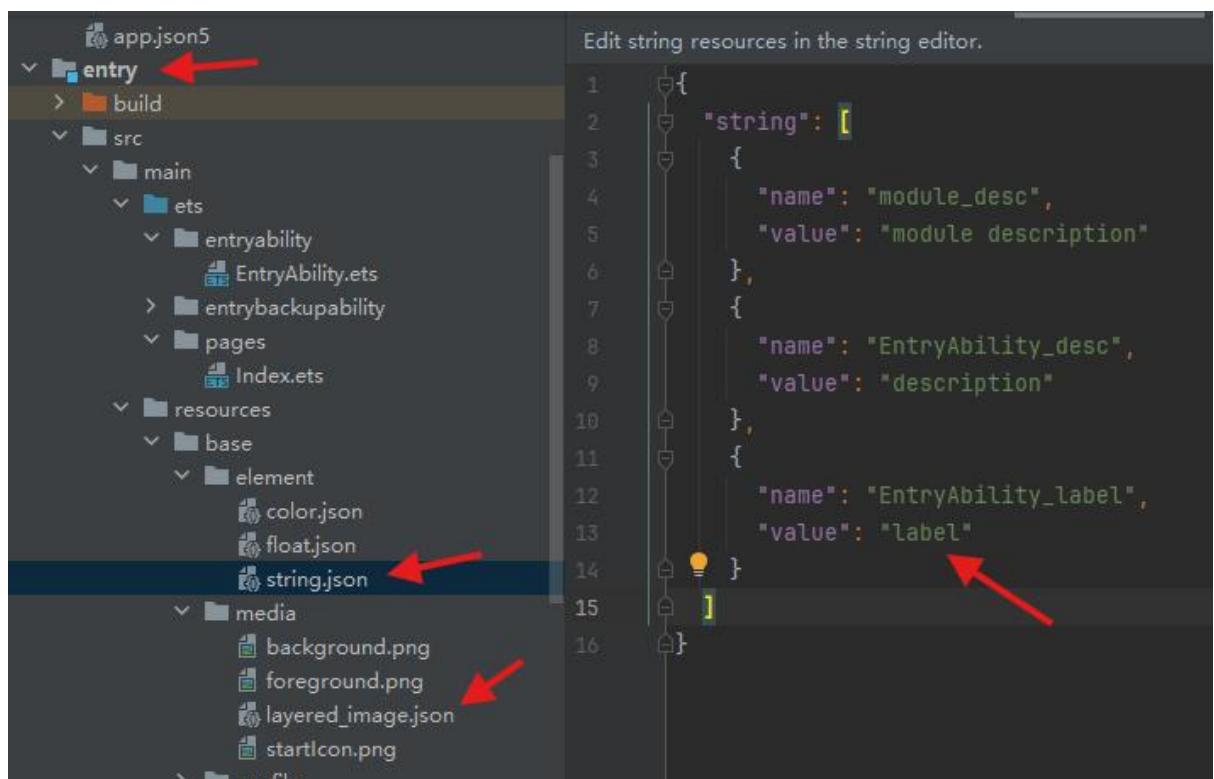 app.json5
entry
build
src
main
ets
entryability
EntryAbility.ets
entrybackupability
pages
Index.ets
resources
base
element
color.json
float.json
string.json
media
background.png
foreground.png
layered_image.json
startIcon.png
Edit string resources in the string editor.
1 {
2 "string": [
3 {
4 "name": "module_desc",
5 "value": "module description"
6 },
7 {
8 "name": "EntryAbility_desc",
9 "value": "description"
10 },
11 {
12 "name": "EntryAbility_label",
13 "value": "label"
14 }
15 ]
16 }